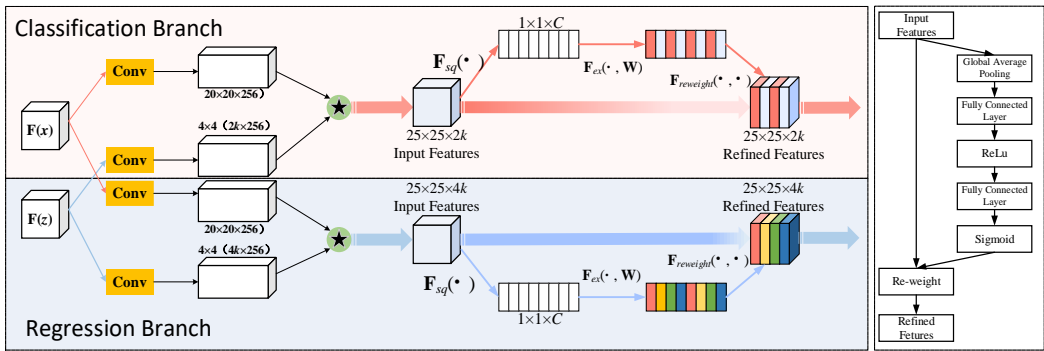 Classification Branch
Conv
20×20×256）
4×4（2k×256）
F(x)
Conv
1×1×C
F_sq(· )
F_ex(· , W)
F_reweight(· , · )
25×25×2k
Input Features
25×25×2k
Refined Features
F(z)
Conv
20×20×256)
4×4（4k×256）
Conv
25×25×4k
Input Features
25×25×4k
Refined Features
F_sq(· )
F_ex(· , W)
F_reweight(· , · )
1×1×C
Regression Branch
Input
Features
Global Average
Pooling
Fully Connected
Layer
ReLu
Fully Connected
Layer
Sigmoid
Re-weight
Refined
Fetures